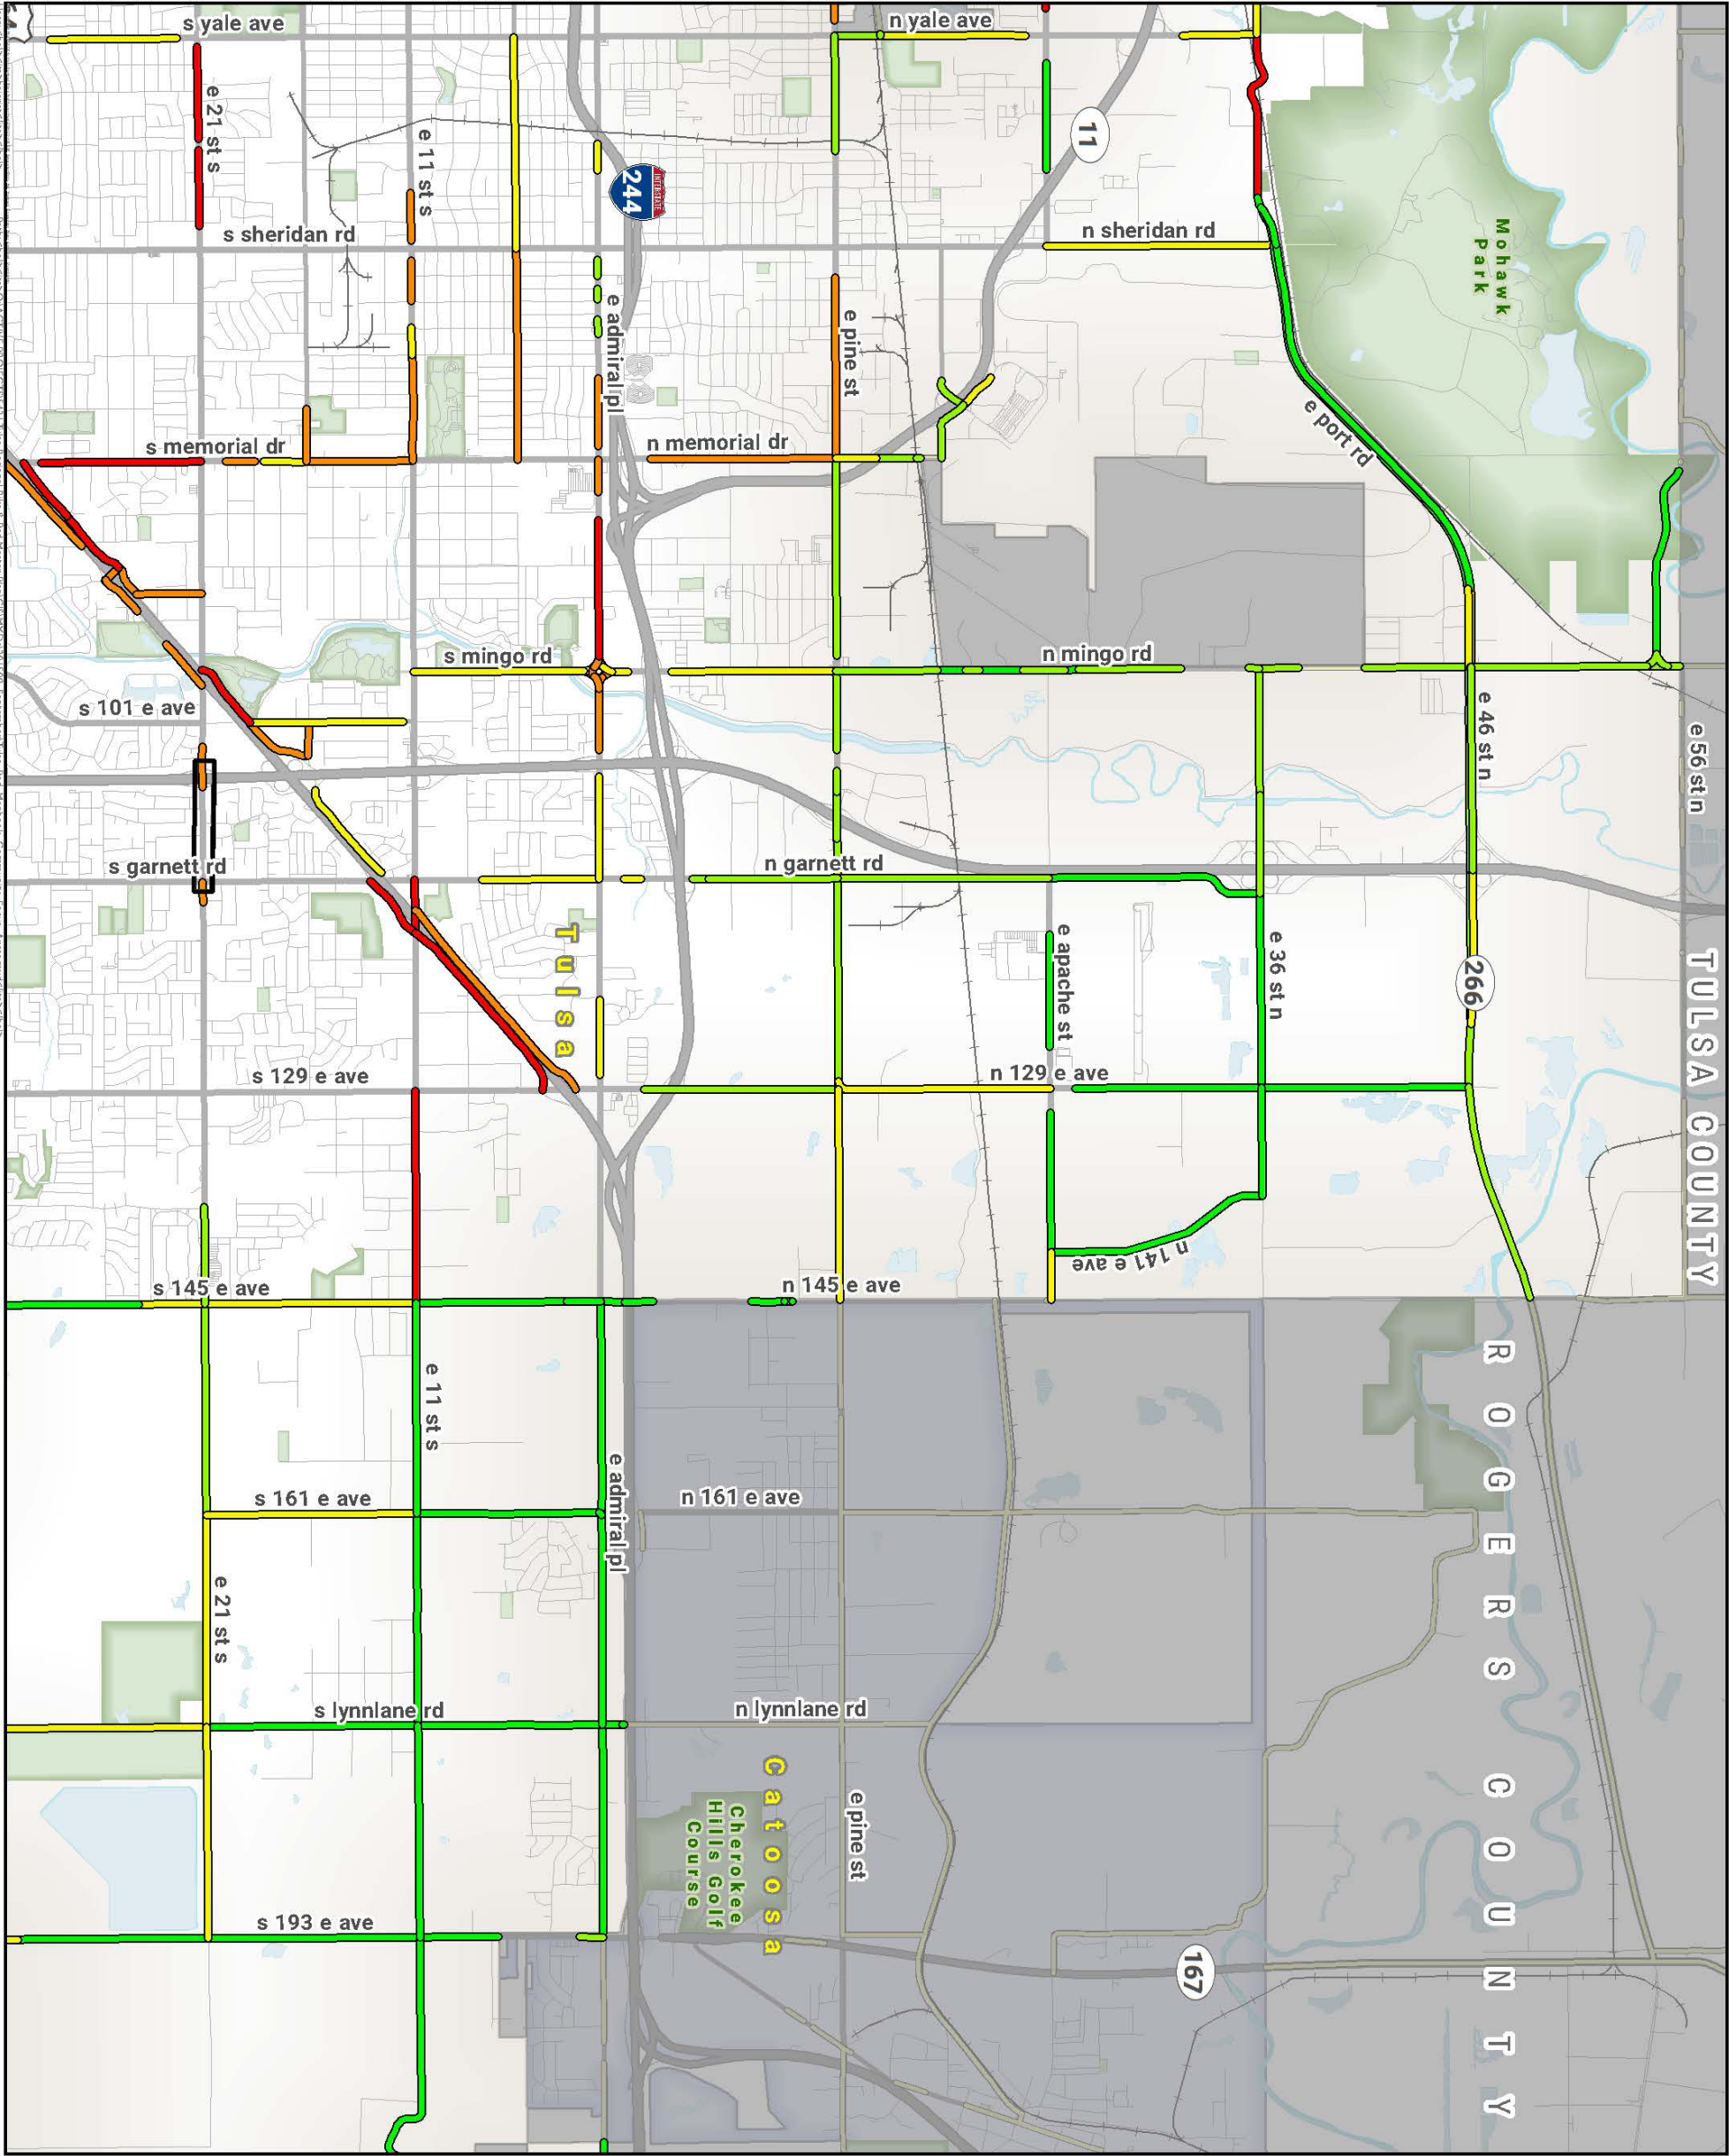 s yale ave
n yale ave
e 21 st s
e 11 st s
11
INTERSTATE
244
s sheridan rd
n sheridan rd
Mohawk
Park
e admiral pl
e pine st
e port rd
s memorial dr
n memorial dr
s mingo rd
n mingo rd
s 101 e ave
e 46 st n
e 56 st n
s garnett rd
n garnett rd
Tulsa
e apache st
e 36 st n
266
TULSA COUNTY
s 129 e ave
n 129 e ave
n 141 e ave
s 145 e ave
n 145 e ave
e 11 st s
ROGERS COUNTY
e admiral pl
s 161 e ave
n 161 e ave
e 21 st s
s lynnlane rd
n lynnlane rd
Catoosa
Cherokee
Hills Golf
Course
e pine st
s 193 e ave
167